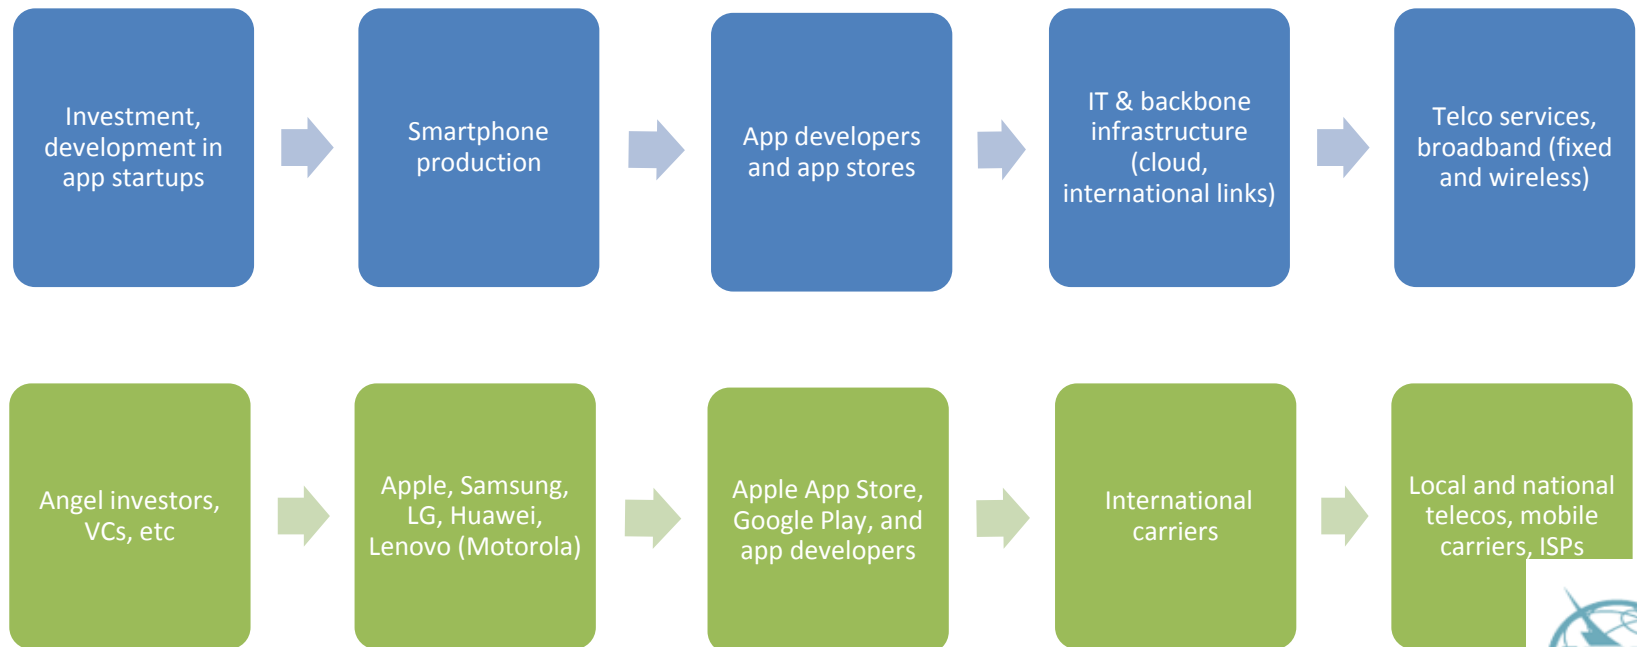 Investment,
development in
app startups
Smartphone
production
App developers
and app stores
IT & backbone
infrastructure
(cloud,
international links)
Telco services,
broadband (fixed
and wireless)
Angel investors,
VCs, etc
Apple, Samsung,
LG, Huawei,
Lenovo (Motorola)
Apple App Store,
Google Play, and
app developers
International
carriers
Local and national
telecos, mobile
carriers, ISPs